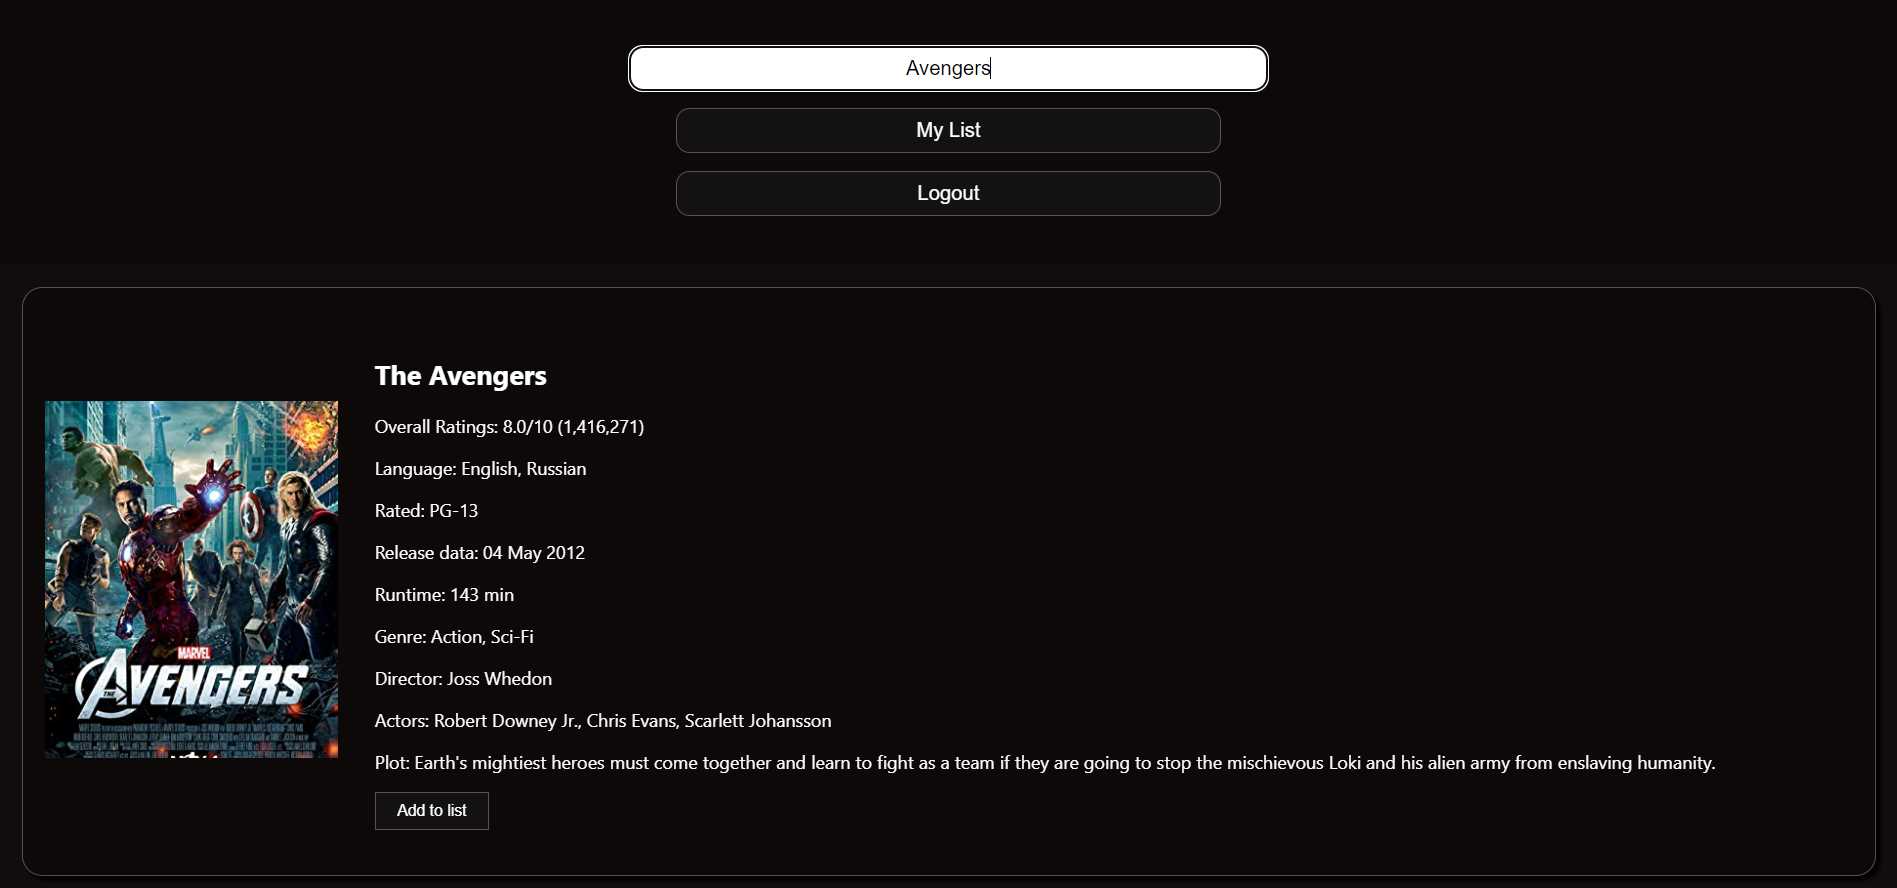 Avengers
My List
Logout
The Avengers
Overall Ratings: 8.0/10 (1,416,271)
Language: English, Russian
Rated: PG-13
Release data: 04 May 2012
Runtime: 143 min
Genre: Action, Sci-Fi
Director: Joss Whedon
Actors: Robert Downey Jr., Chris Evans, Scarlett Johansson
Plot: Earth's mightiest heroes must come together and learn to fight as a team if they are going to stop the mischievous Loki and his alien army from enslaving humanity.
Add to list
MARVEL
THE AVENGERS